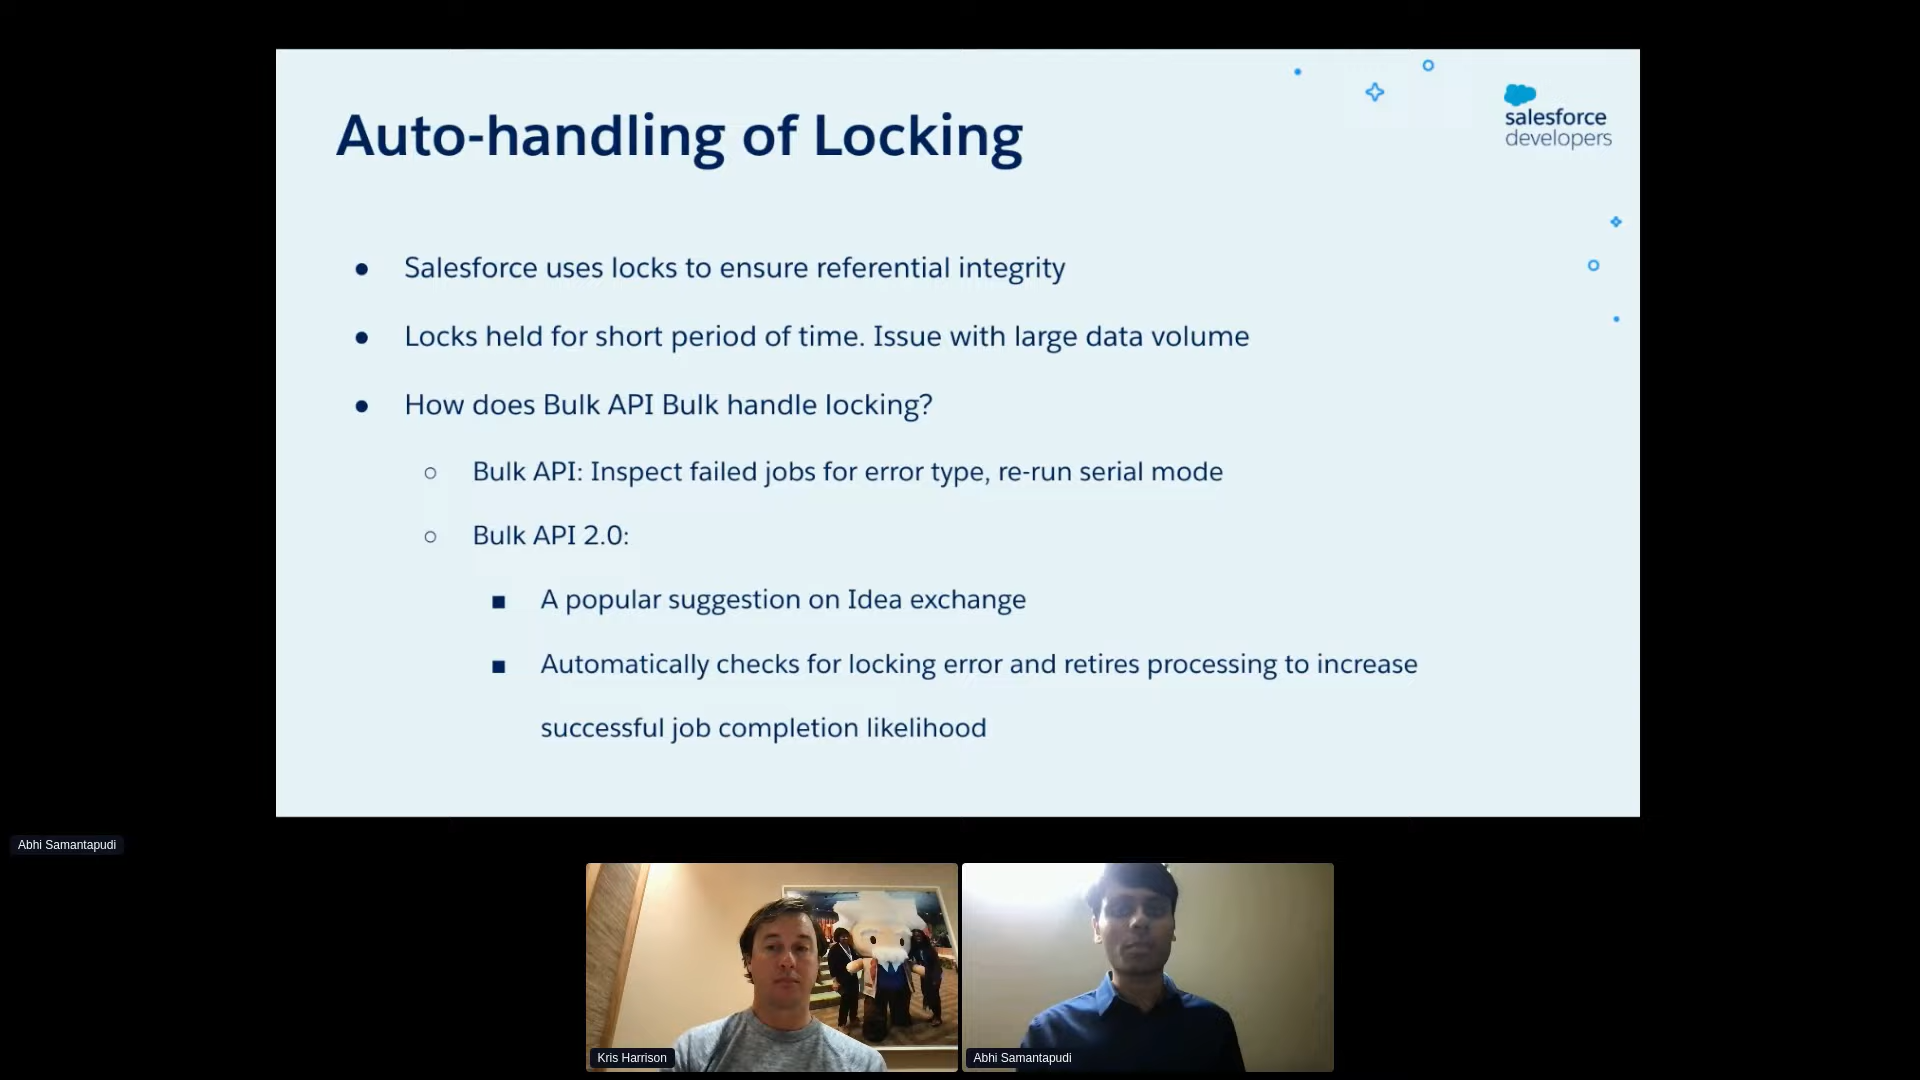 Auto-handling of Locking
salesforce
developers
● Salesforce uses locks to ensure referential integrity
● Locks held for short period of time. Issue with large data volume
● How does Bulk API Bulk handle locking?
○ Bulk API: Inspect failed jobs for error type, re-run serial mode
○ Bulk API 2.0:
■ A popular suggestion on Idea exchange
■ Automatically checks for locking error and retires processing to increase
successful job completion likelihood
Abhi Samantapudi
Kris Harrison
Abhi Samantapudi